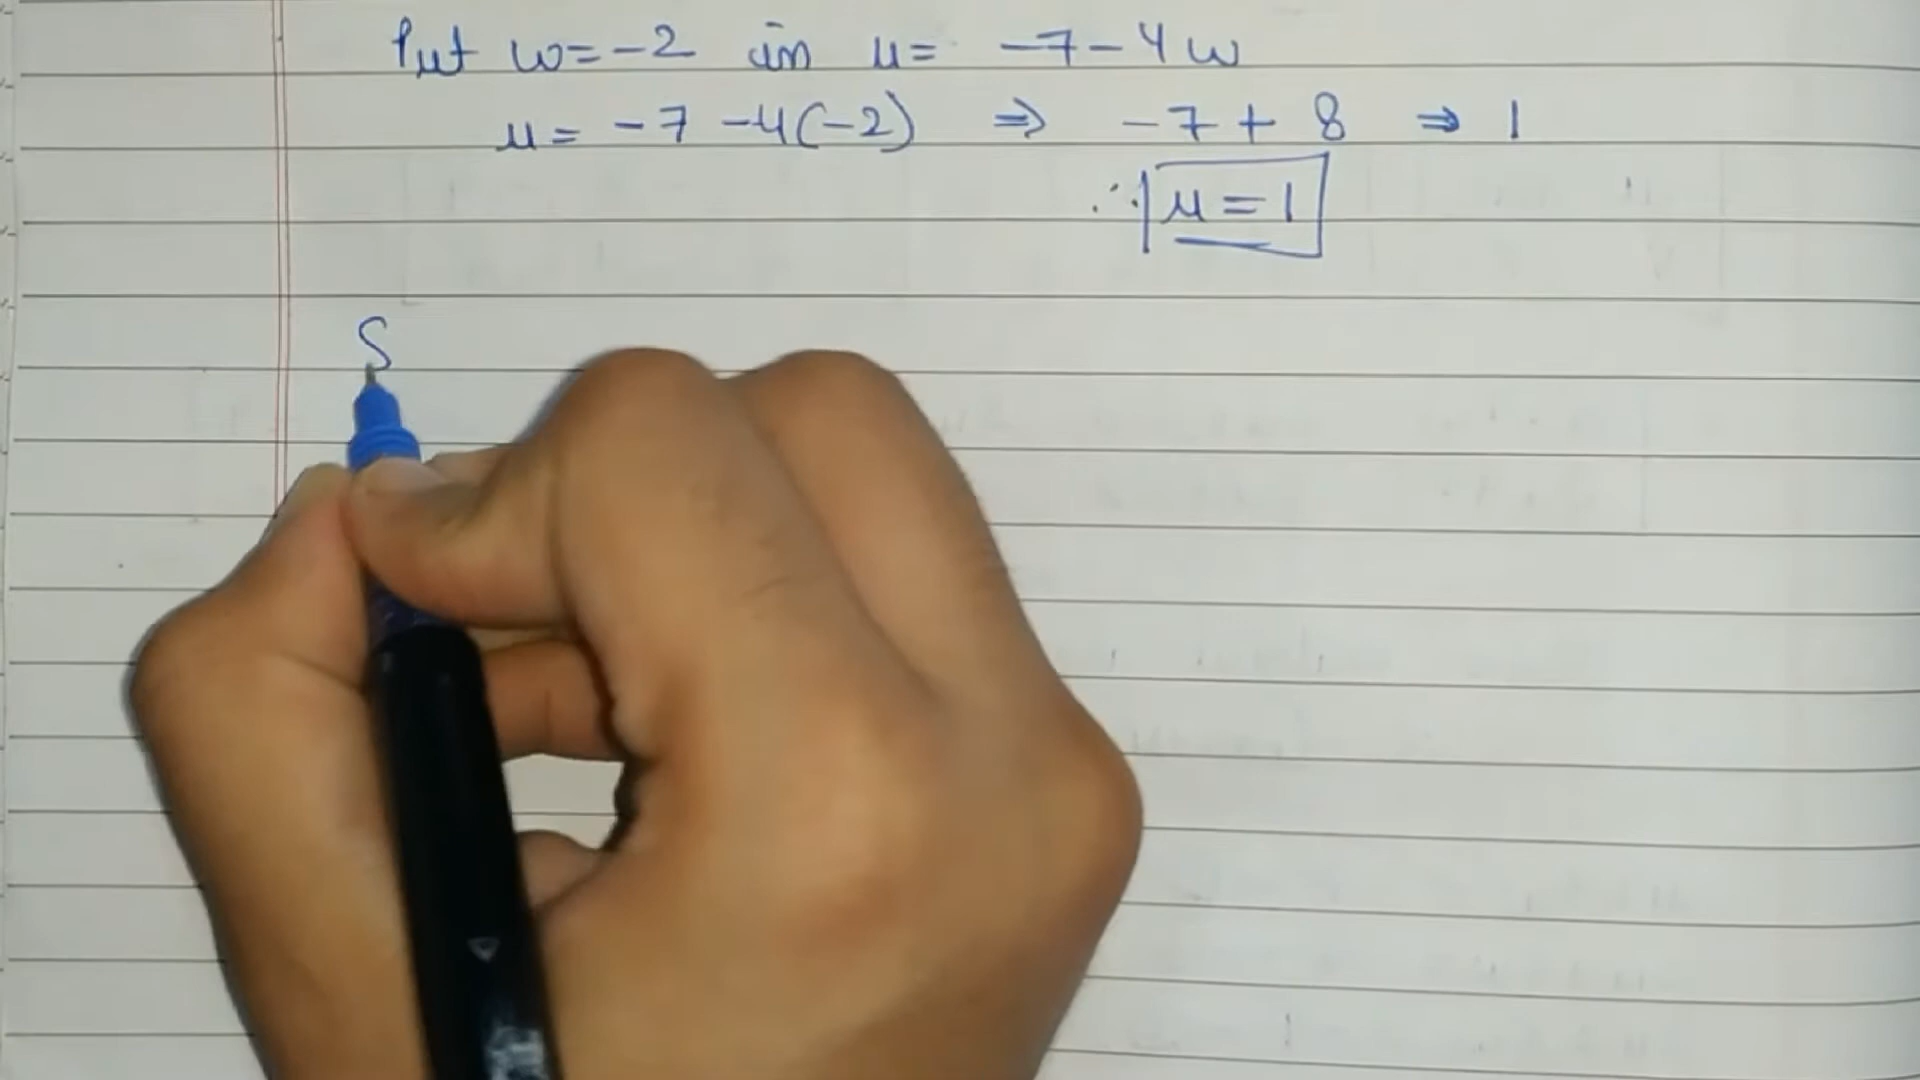 Put w=-2 in u= -7-4w
u= -7 -4(-2) ⇒ -7+8 ⇒ 1
∴ u=1
S